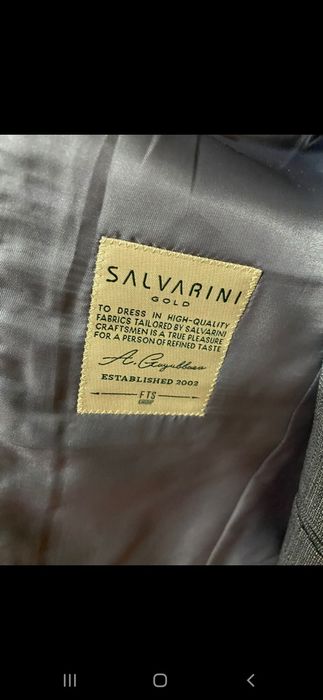 SALVARINI
GOLD
TO DRESS IN HIGH-QUALITY
FABRICS TAILORED BY SALVARINI
CRAFTSMEN IS A TRUE PLEASURE
FOR A PERSON OF REFINED TASTE
ESTABLISHED 2002
FTS
GROUP